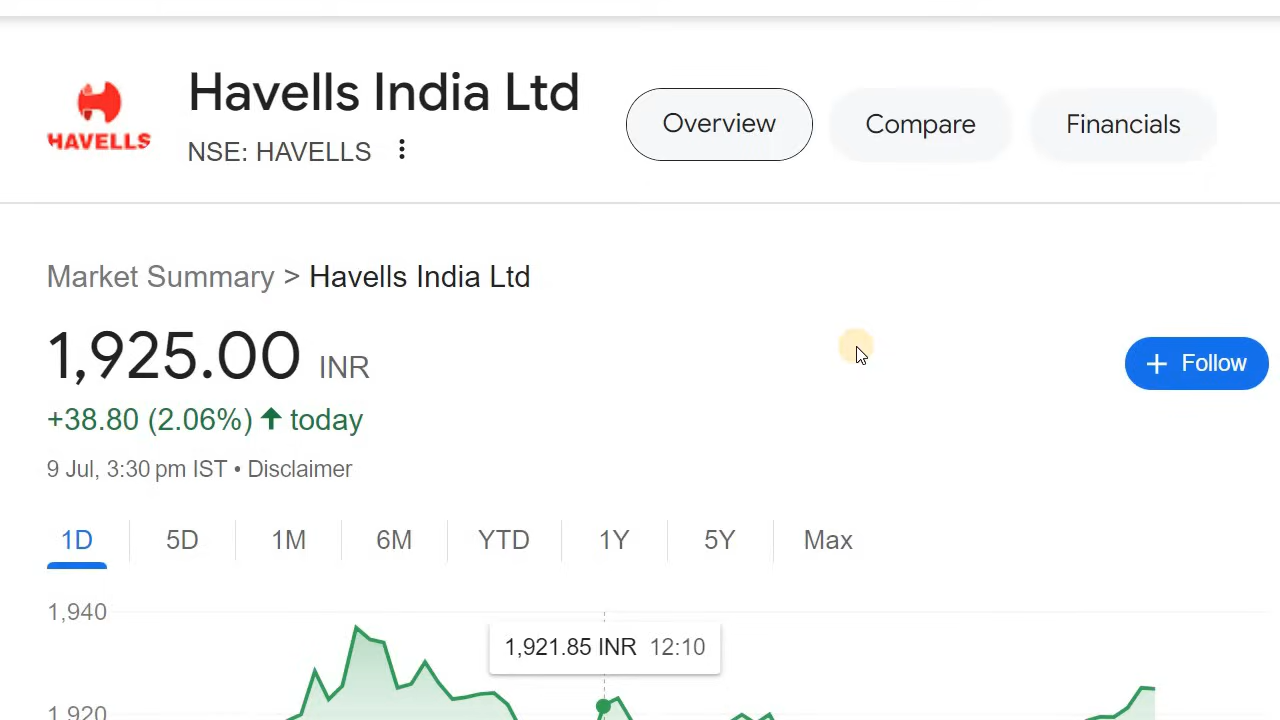 HAVELLS
Havells India Ltd
NSE: HAVELLS
Overview
Compare
Financials
Market Summary > Havells India Ltd
1,925.00 INR
+ Follow
+38.80 (2.06%) ↑ today
9 Jul, 3:30 pm IST • Disclaimer
1D 5D 1M 6M YTD 1Y 5Y Max
1,940
1,921.85 INR 12:10
1,920